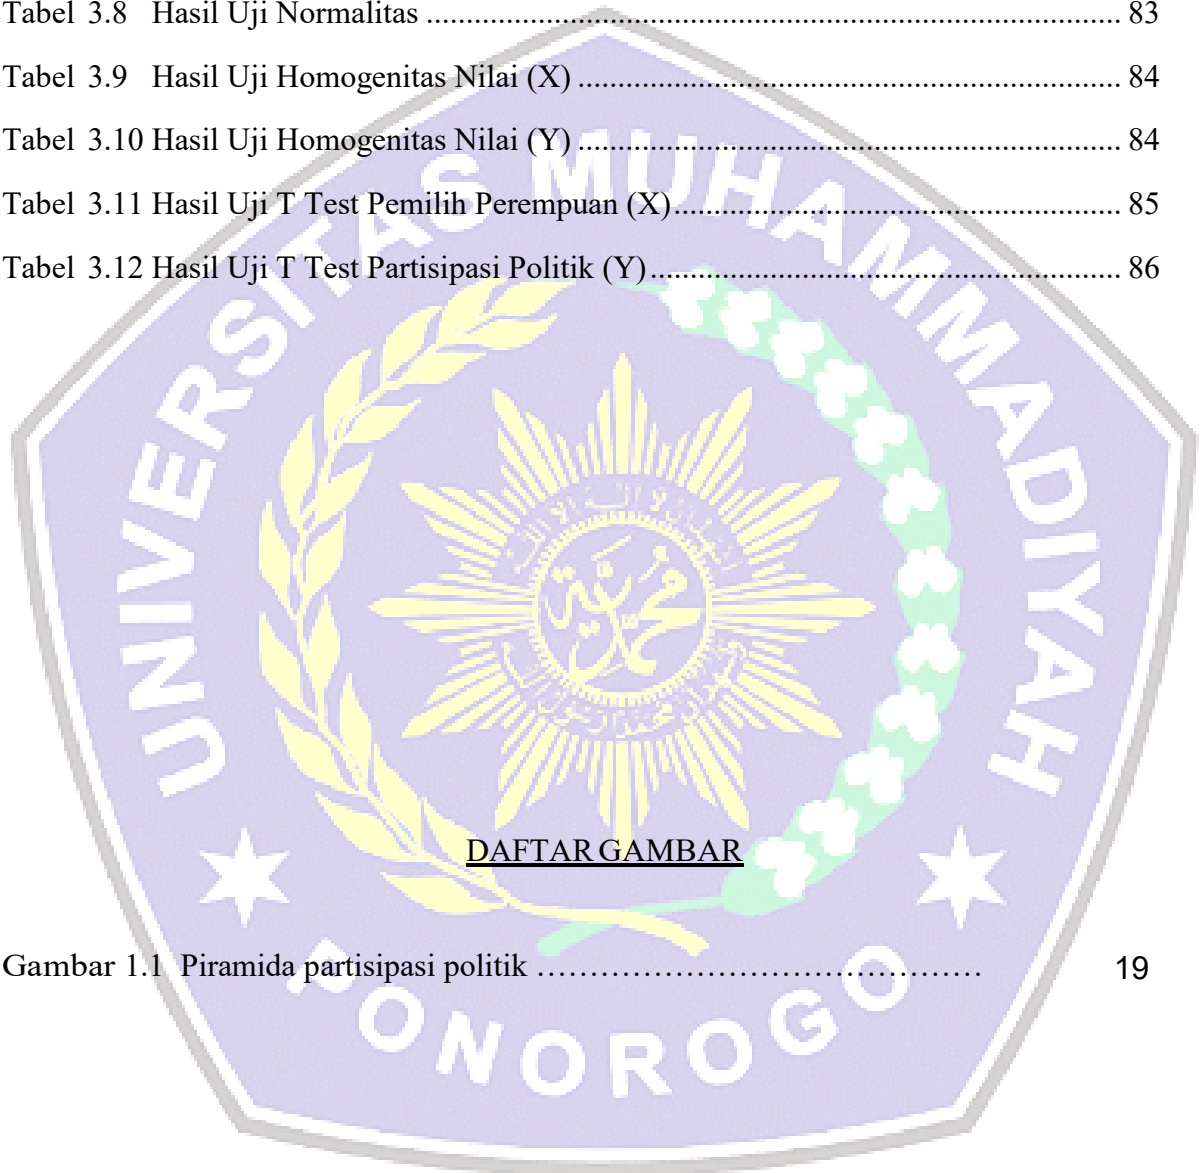 Tabel 3.8 Hasil Uji Normalitas ........................................................................................ 83
Tabel 3.9 Hasil Uji Homogenitas Nilai (X) ..................................................................... 84
Tabel 3.10 Hasil Uji Homogenitas Nilai (Y) ..................................................................... 84
Tabel 3.11 Hasil Uji T Test Pemilih Perempuan (X)......................................................... 85
Tabel 3.12 Hasil Uji T Test Partisipasi Politik (Y)............................................................ 86
UNIVERSITAS MUHAMMADIYAH
محمدية
DAFTAR GAMBAR
Gambar 1.1 Piramida partisipasi politik …………………………………… 19
PONOROGO